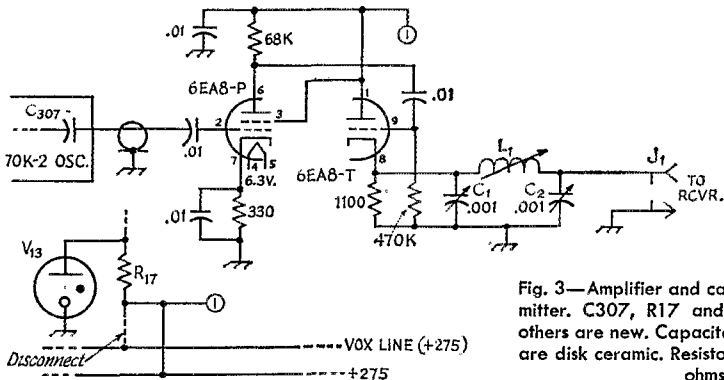 .01
68K
1
6EA8-P
6
3
2
7
4
5
6.3V.
C307
70K-2 OSC.
.01
.01
330
1
9
8
6EA8-T
.01
1100
470K
C1
.001
L1
C2
.001
J1
TO
RCVR.
V13
R17
1
Disconnect
VOX LINE (+275)
+275
Fig. 3—Amplifier and ca
mitter. C307, R17 and
others are new. Capacito
are disk ceramic. Resisto
ohms